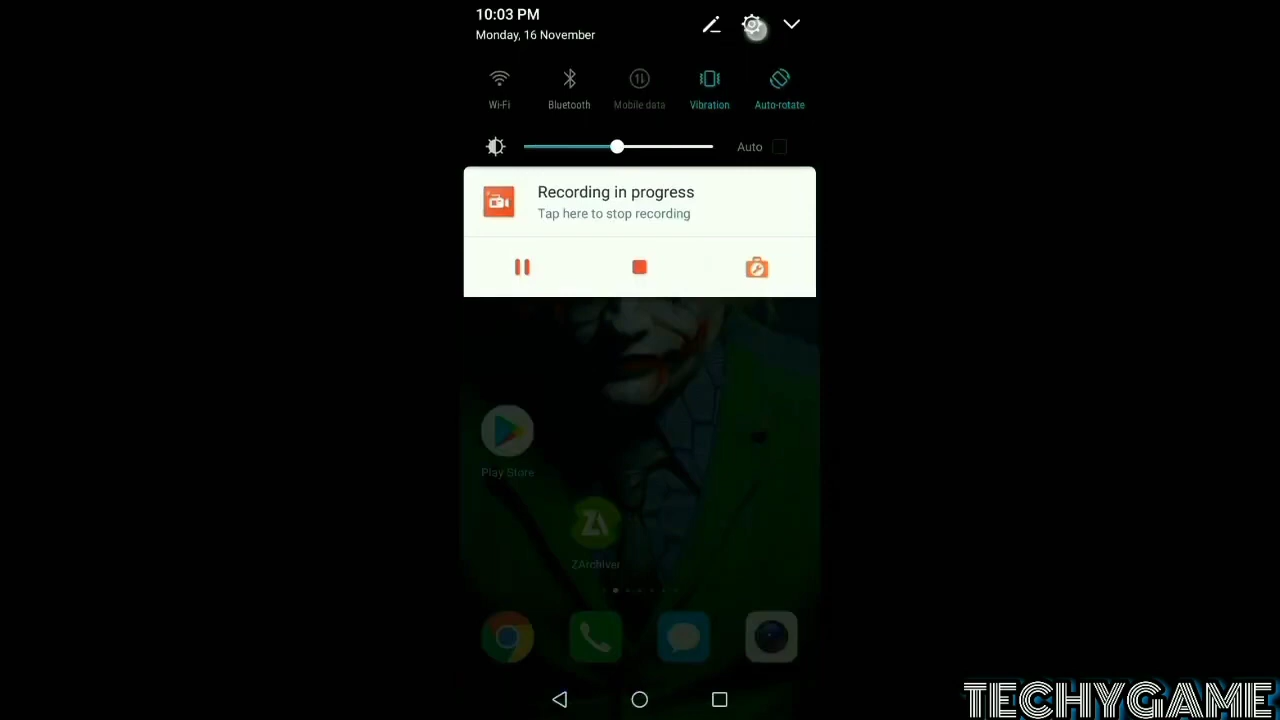 10:03 PM
Monday, 16 November
Wi-Fi
Bluetooth
Mobile data
Vibration
Auto-rotate
Auto
Recording in progress
Tap here to stop recording
Play Store
ZA
ZArchiver
TECHYGAME